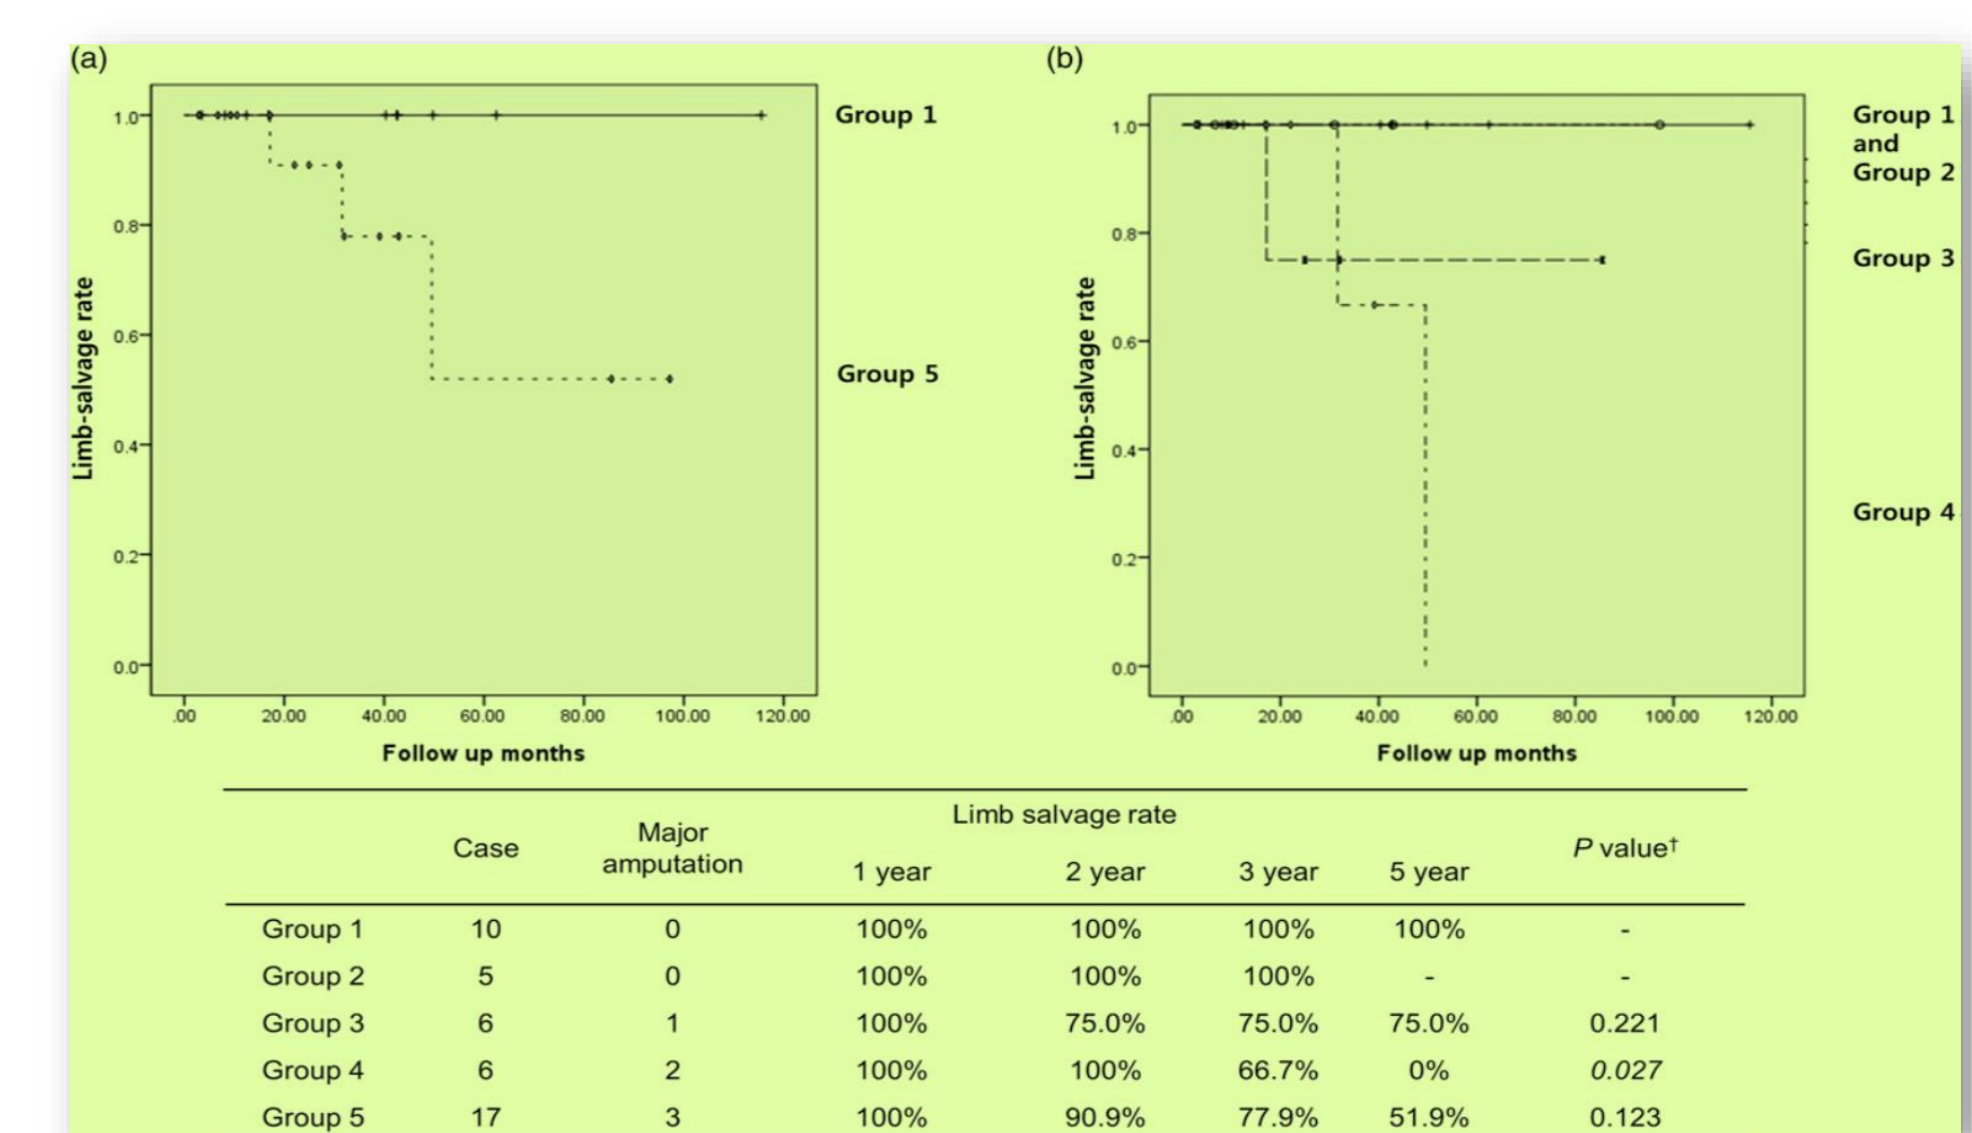 (a)
1.0
0.8
0.6
0.4
0.2
0.0
Limb-salvage rate
.00 20.00 40.00 60.00 80.00 100.00 120.00
Follow up months
Group 1
Group 5
(b)
1.0
0.8
0.6
0.4
0.2
0.0
Limb-salvage rate
.00 20.00 40.00 60.00 80.00 100.00 120.00
Follow up months
Group 1
and
Group 2
Group 3
Group 4
Limb salvage rate
Case Major amputation 1 year 2 year 3 year 5 year P value†
Group 1 10 0 100% 100% 100% 100% -
Group 2 5 0 100% 100% 100% - -
Group 3 6 1 100% 75.0% 75.0% 75.0% 0.221
Group 4 6 2 100% 100% 66.7% 0% 0.027
Group 5 17 3 100% 90.9% 77.9% 51.9% 0.123